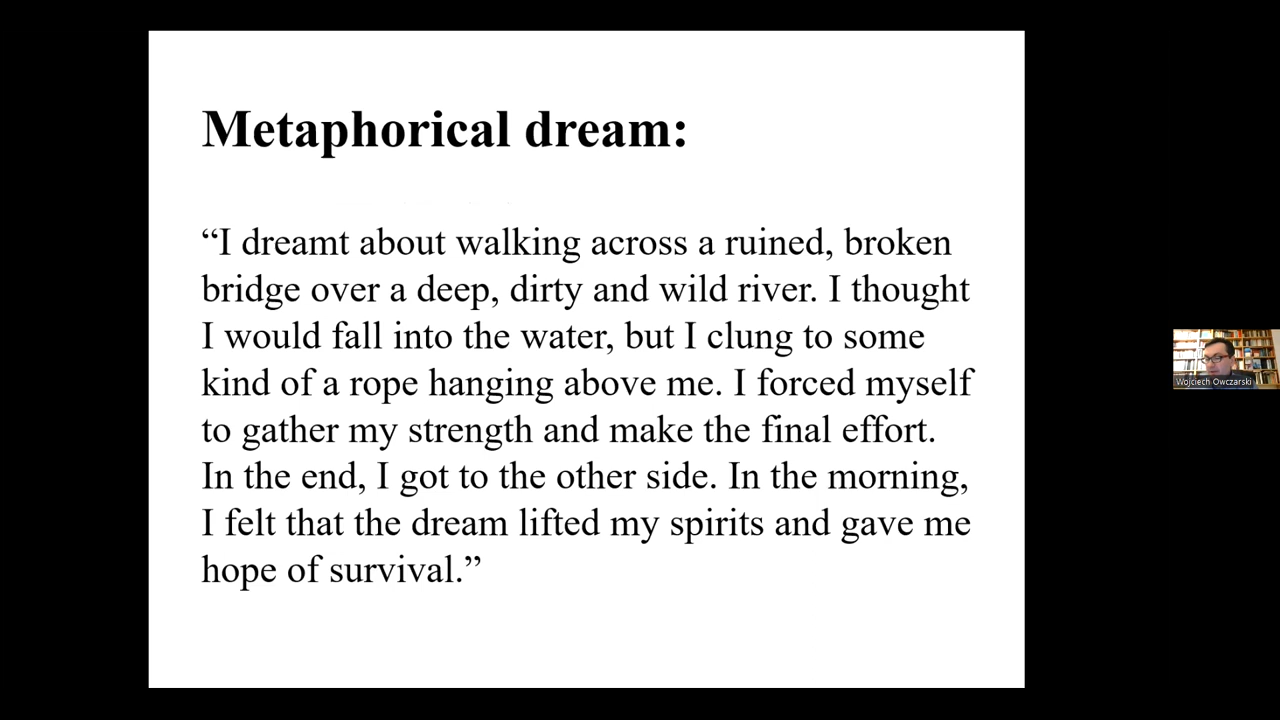 Metaphorical dream:
“I dreamt about walking across a ruined, broken
bridge over a deep, dirty and wild river. I thought
I would fall into the water, but I clung to some
kind of a rope hanging above me. I forced myself
to gather my strength and make the final effort.
In the end, I got to the other side. In the morning,
I felt that the dream lifted my spirits and gave me
hope of survival.”
Wojciech Owczarski